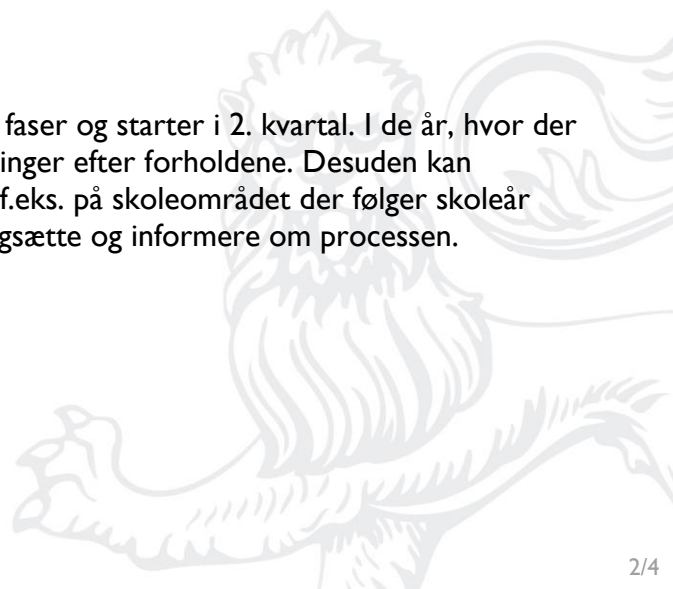 faser og starter i 2. kvartal. I de år, hvor der
inger efter forholdene. Desuden kan
f.eks. på skoleområdet der følger skoleår
gsætte og informere om processen.
2/4